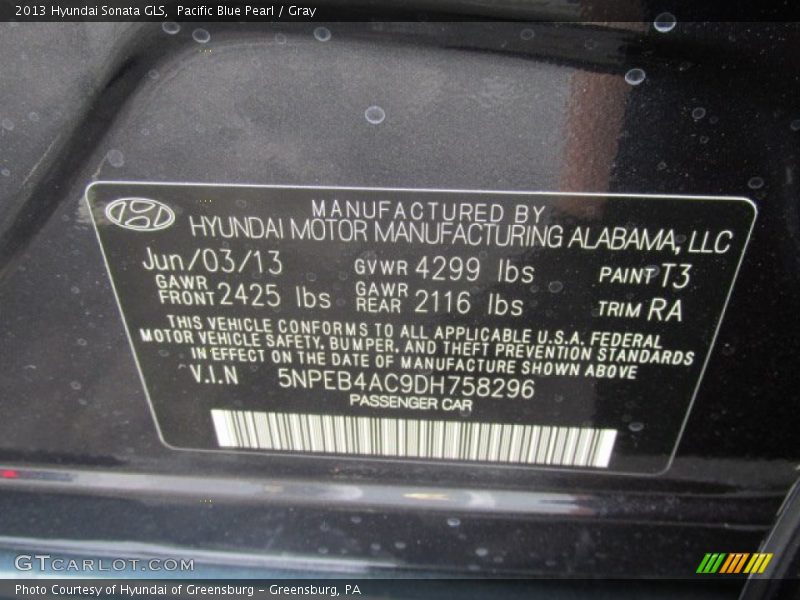 2013 Hyundai Sonata GLS, Pacific Blue Pearl / Gray
MANUFACTURED BY
HYUNDAI MOTOR MANUFACTURING ALABAMA, LLC
Jun/03/13 GVWR 4299 lbs PAINT T3
GAWR FRONT 2425 lbs GAWR REAR 2116 lbs TRIM RA
THIS VEHICLE CONFORMS TO ALL APPLICABLE U.S.A. FEDERAL
MOTOR VEHICLE SAFETY, BUMPER, AND THEFT PREVENTION STANDARDS
IN EFFECT ON THE DATE OF MANUFACTURE SHOWN ABOVE
V.I.N 5NPEB4AC9DH758296
PASSENGER CAR
GTCARLOT.COM
Photo Courtesy of Hyundai of Greensburg - Greensburg, PA